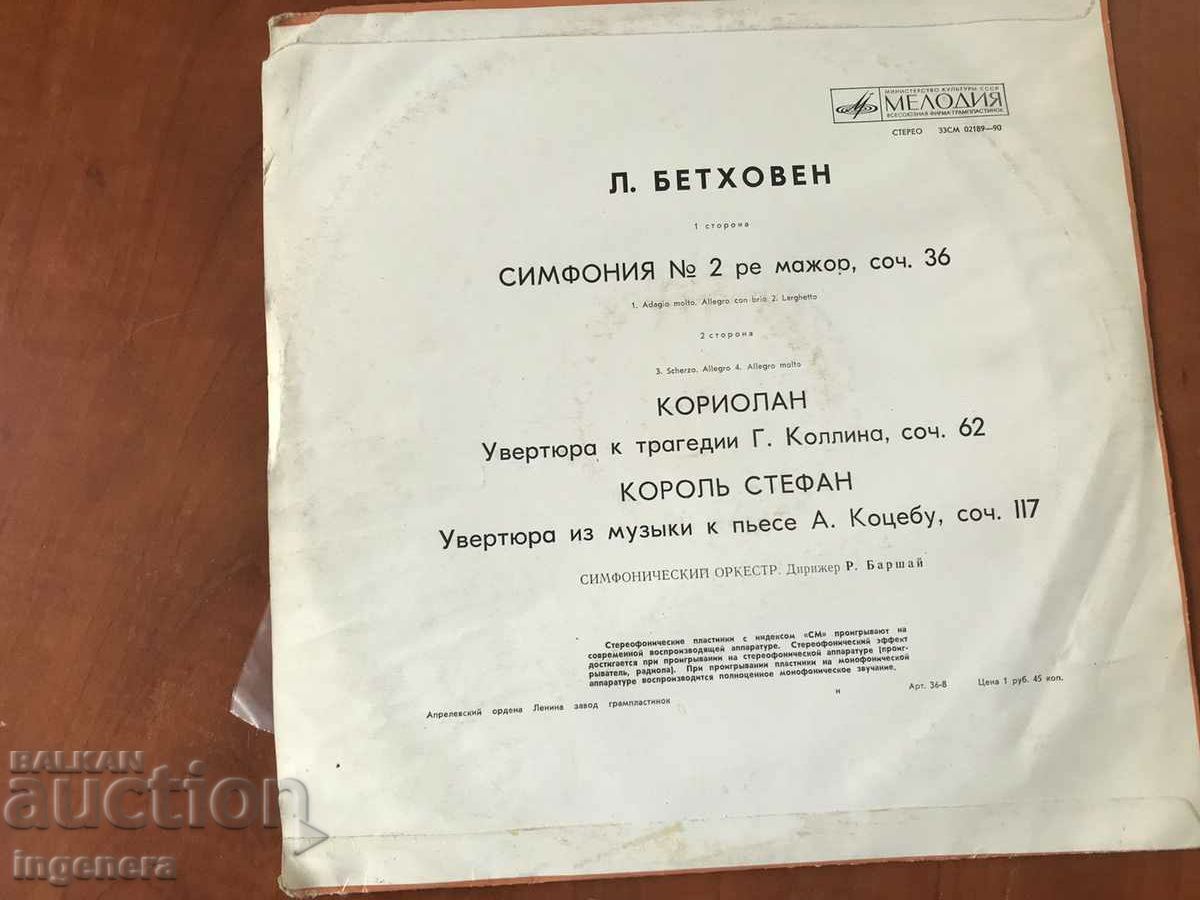 МИНИСТЕРСТВО КУЛЬТУРЫ СССР
МЕЛОДИЯ
ВСЕСОЮЗНАЯ ФИРМА ГРАМПЛАСТИНОК
СТЕРЕО 33СМ 02189—90
Л. БЕТХОВЕН
1 сторона
СИМФОНИЯ № 2 ре мажор, соч. 36
1. Adagio molto. Allegro con brio 2. Larghetto
2 сторона
3. Scherzo. Allegro 4. Allegro molto
КОРИОЛАН
Увертюра к трагедии Г. Коллина, соч. 62
КОРОЛЬ СТЕФАН
Увертюра из музыки к пьесе А. Коцебу, соч. 117
СИМФОНИЧЕСКИЙ ОРКЕСТР. Дирижер Р. Баршай
Стереофонические пластинки с индексом «СМ» проигрывают на
современной воспроизводящей аппаратуре. Стереофонический эффект
достигается при проигрывании на стереофонической аппаратуре (проиг-
рыватель, радиола). При проигрывании пластинки на монофонической
аппаратуре воспроизводится полноценное монофоническое звучание.
Апрелевский ордена Ленина завод грампластинок н Арт. 36-8 Цена 1 руб. 45 коп.
BALKAN
auction
ingenera